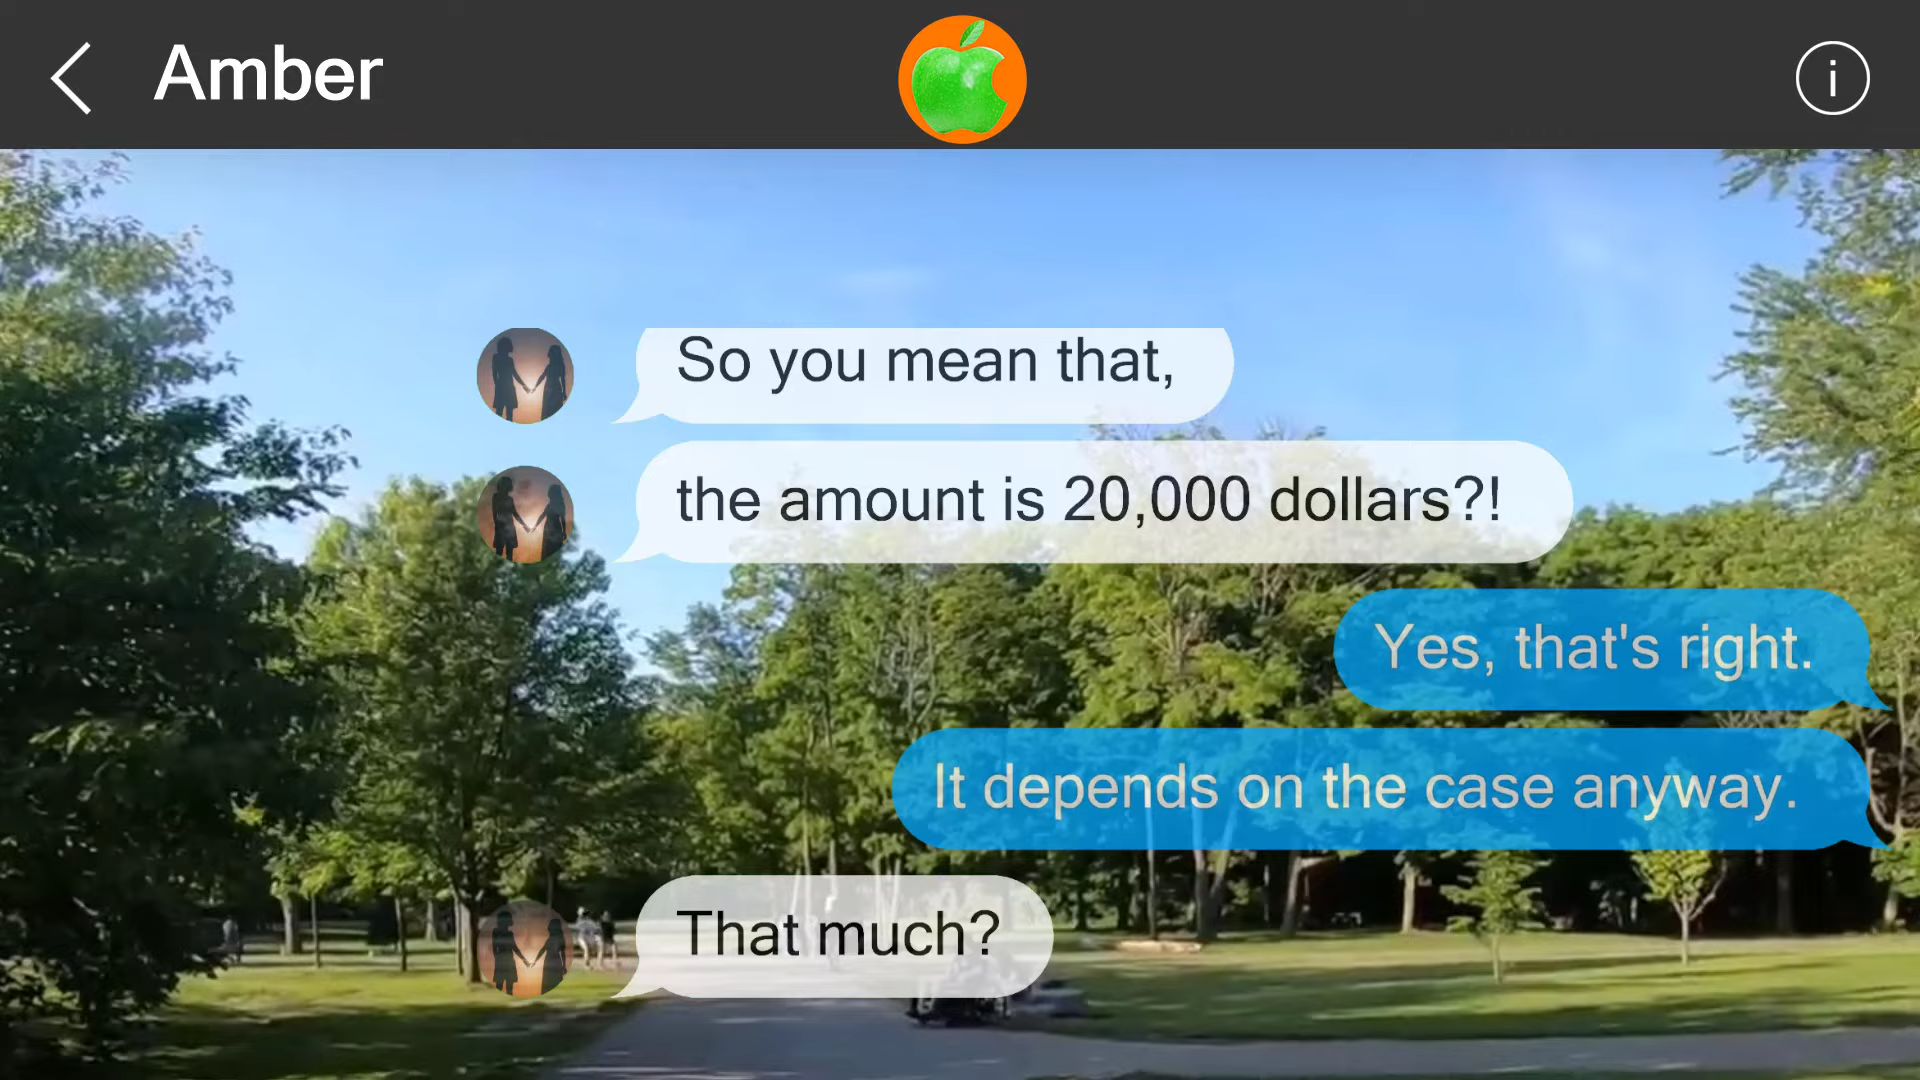 Amber
i
So you mean that,
the amount is 20,000 dollars?!
Yes, that's right.
It depends on the case anyway.
That much?